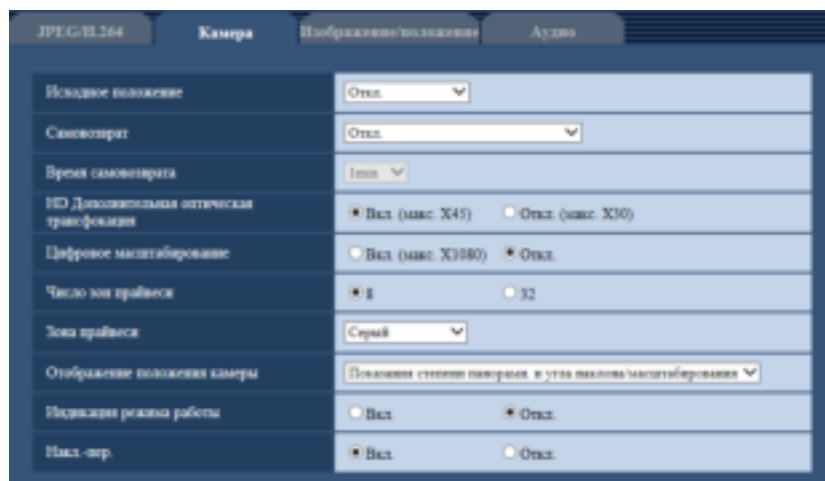 JPEG/H.264 Камера Изображение/положение Аудио
Исходное положение Откл.
Самовозврат Откл.
Время самовозврата 1min
HD Дополнительная оптическая
трансфокация Вкл. (макс. X45) Откл. (макс. X30)
Цифровое масштабирование Вкл. (макс. X1080) Откл.
Число зон прайвеси 8 32
Зона прайвеси Серый
Отображение положения камеры Показания степени панорамн. и угла наклона/масштабирования
Индикация режима работы Вкл. Откл.
Накл.-пер. Вкл. Откл.